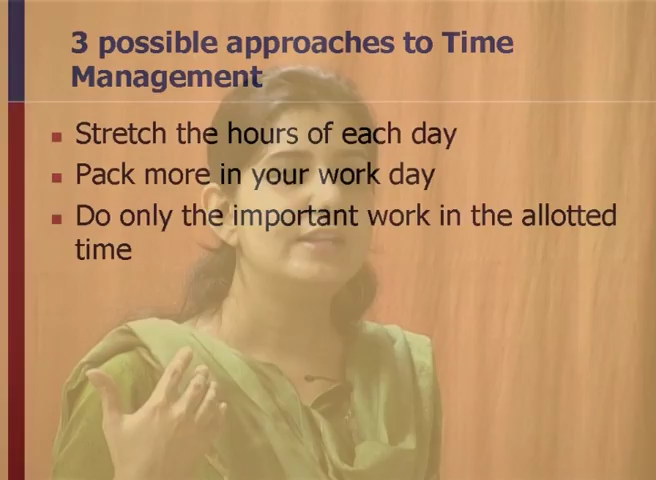 3 possible approaches to Time
Management
Stretch the hours of each day
Pack more in your work day
Do only the important work in the allotted
time